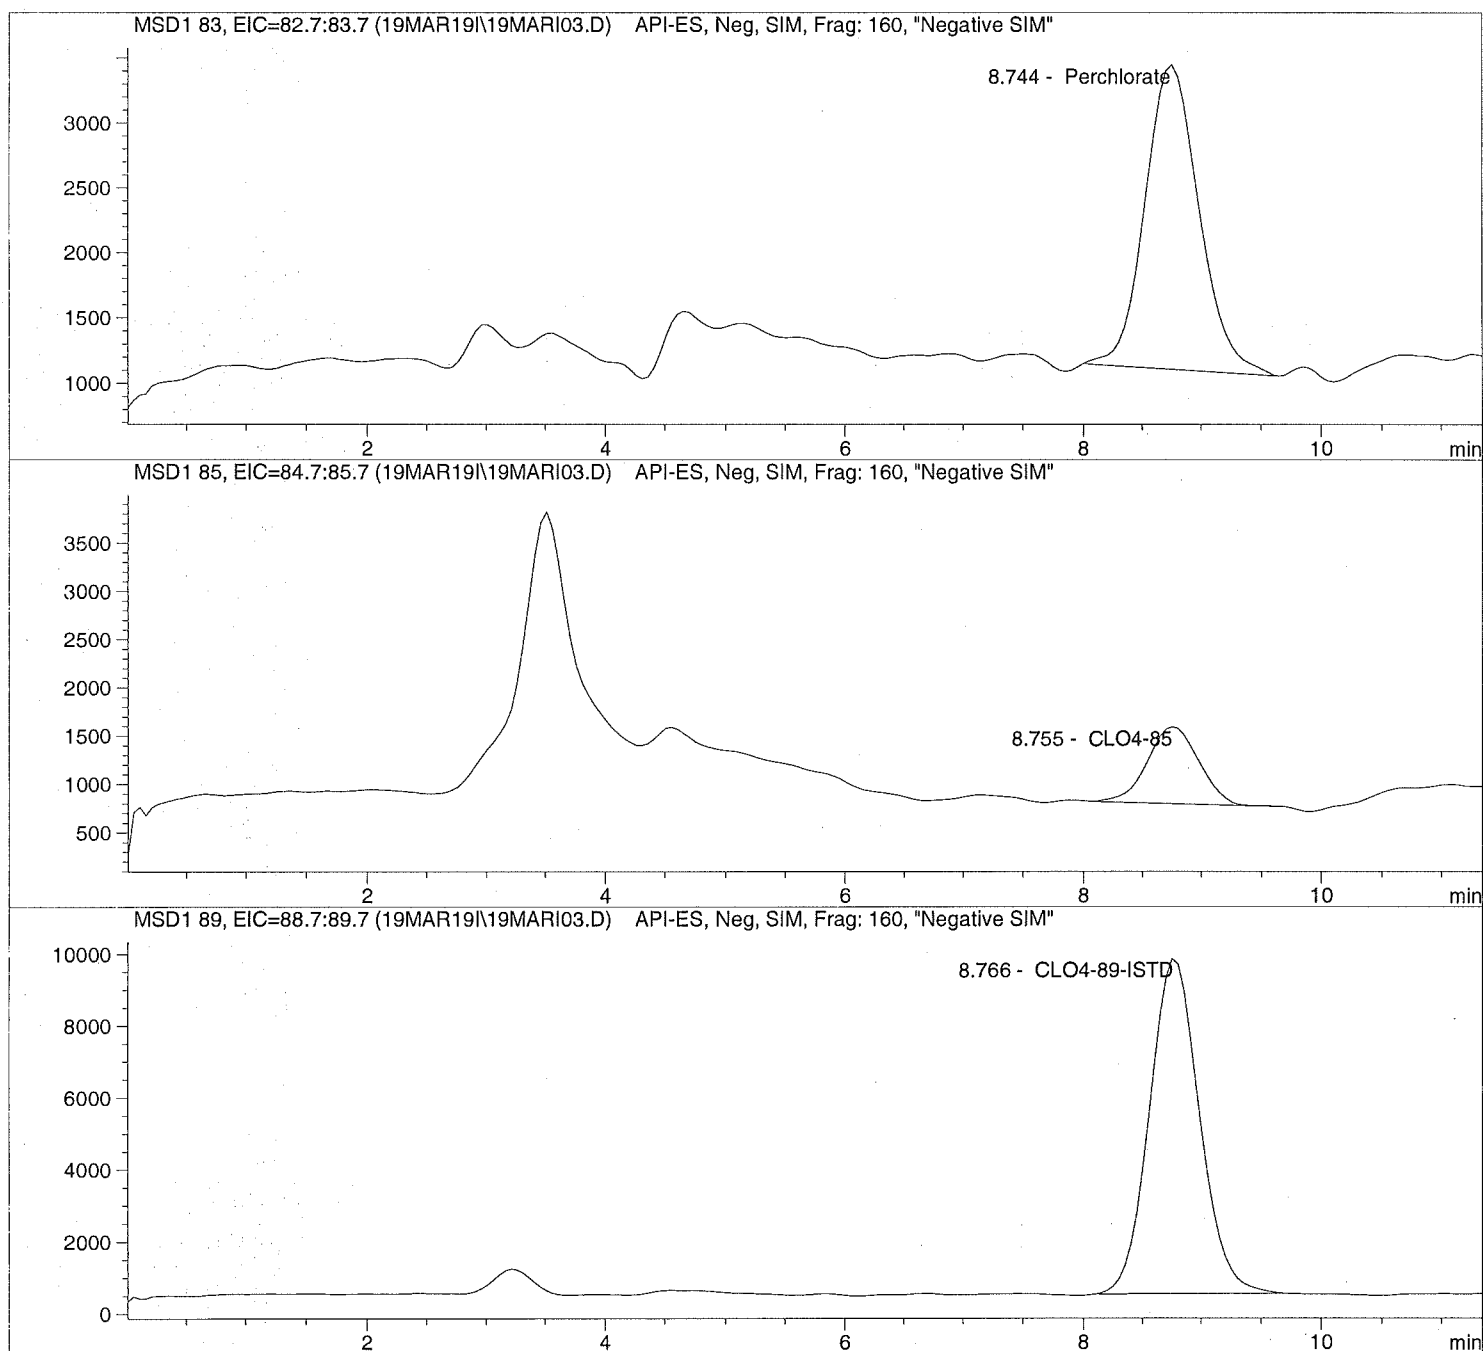 MSD1 83, EIC=82.7:83.7 (19MAR19I\19MARI03.D) API-ES, Neg, SIM, Frag: 160, "Negative SIM"
8.744 - Perchlorate
3000
2500
2000
1500
1000
2 4 6 8 10 min
MSD1 85, EIC=84.7:85.7 (19MAR19I\19MARI03.D) API-ES, Neg, SIM, Frag: 160, "Negative SIM"
3500
3000
2500
2000
1500
8.755 - CLO4-85
1000
500
2 4 6 8 10 min
MSD1 89, EIC=88.7:89.7 (19MAR19I\19MARI03.D) API-ES, Neg, SIM, Frag: 160, "Negative SIM"
10000
8.766 - CLO4-89-ISTD
8000
6000
4000
2000
0
2 4 6 8 10 min